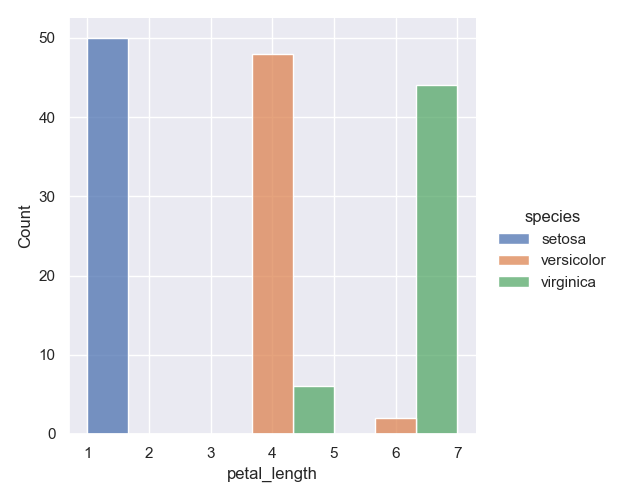 50
40
30
20
10
0
Count
1 2 3 4 5 6 7
petal_length
species
setosa
versicolor
virginica